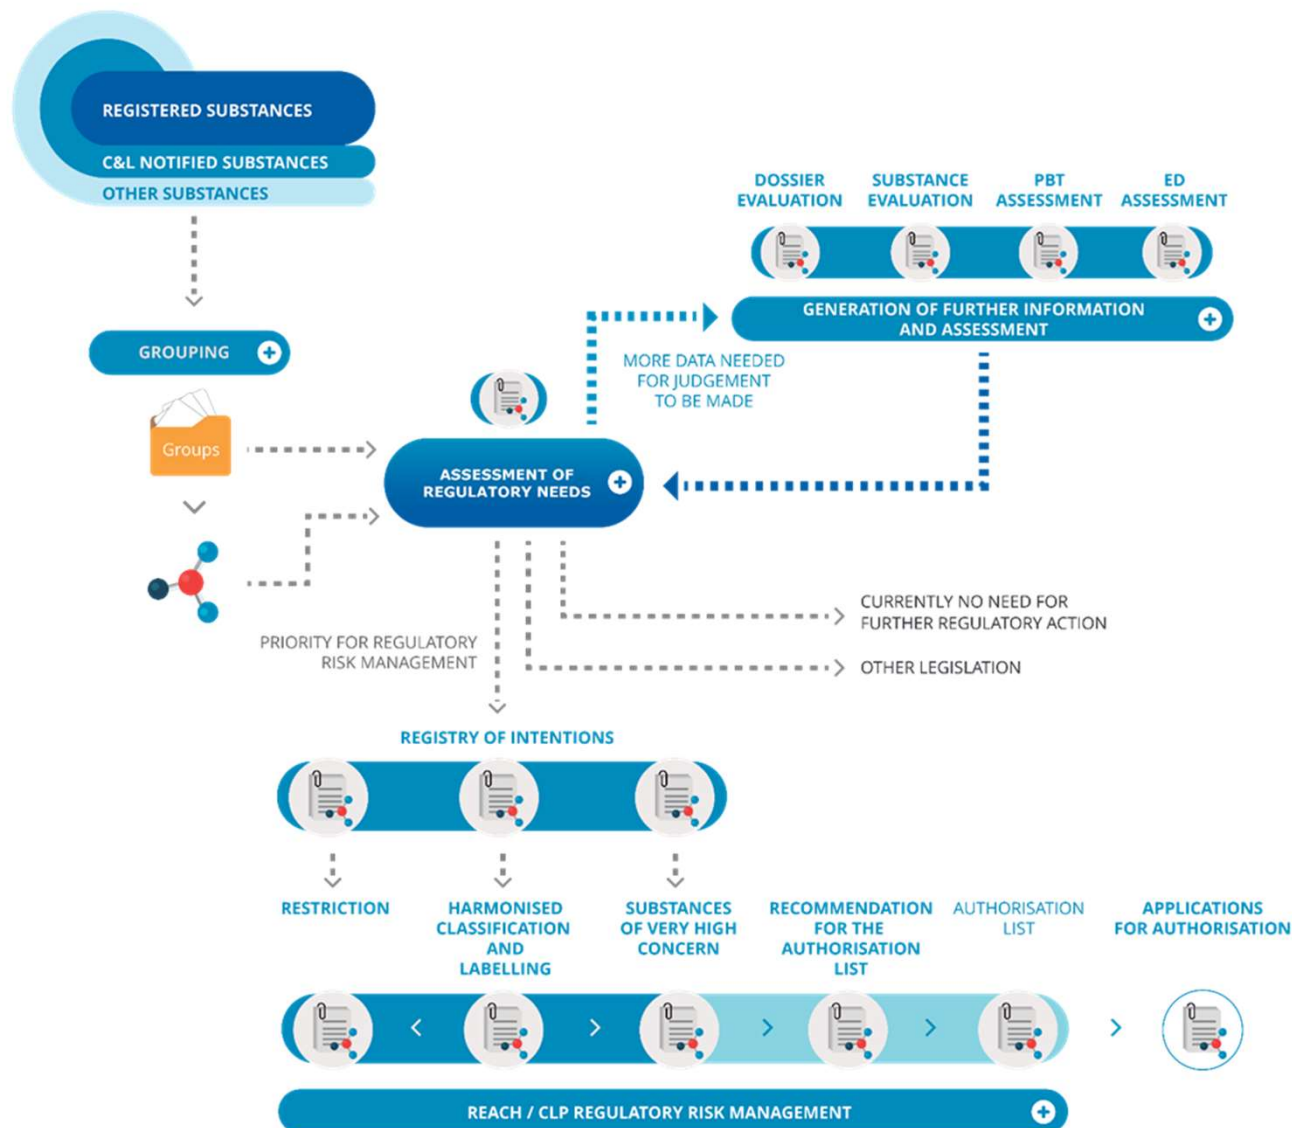 REGISTERED SUBSTANCES
C&L NOTIFIED SUBSTANCES
OTHER SUBSTANCES
DOSSIER
EVALUATION
SUBSTANCE
EVALUATION
PBT
ASSESSMENT
ED
ASSESSMENT
GENERATION OF FURTHER INFORMATION
AND ASSESSMENT
GROUPING
MORE DATA NEEDED
FOR JUDGEMENT
TO BE MADE
Groups
ASSESSMENT OF
REGULATORY NEEDS
CURRENTLY NO NEED FOR
FURTHER REGULATORY ACTION
PRIORITY FOR REGULATORY
RISK MANAGEMENT
OTHER LEGISLATION
REGISTRY OF INTENTIONS
RESTRICTION
HARMONISED
CLASSIFICATION
AND
LABELLING
SUBSTANCES
OF VERY HIGH
CONCERN
RECOMMENDATION
FOR THE
AUTHORISATION
LIST
AUTHORISATION
LIST
APPLICATIONS
FOR AUTHORISATION
REACH / CLP REGULATORY RISK MANAGEMENT